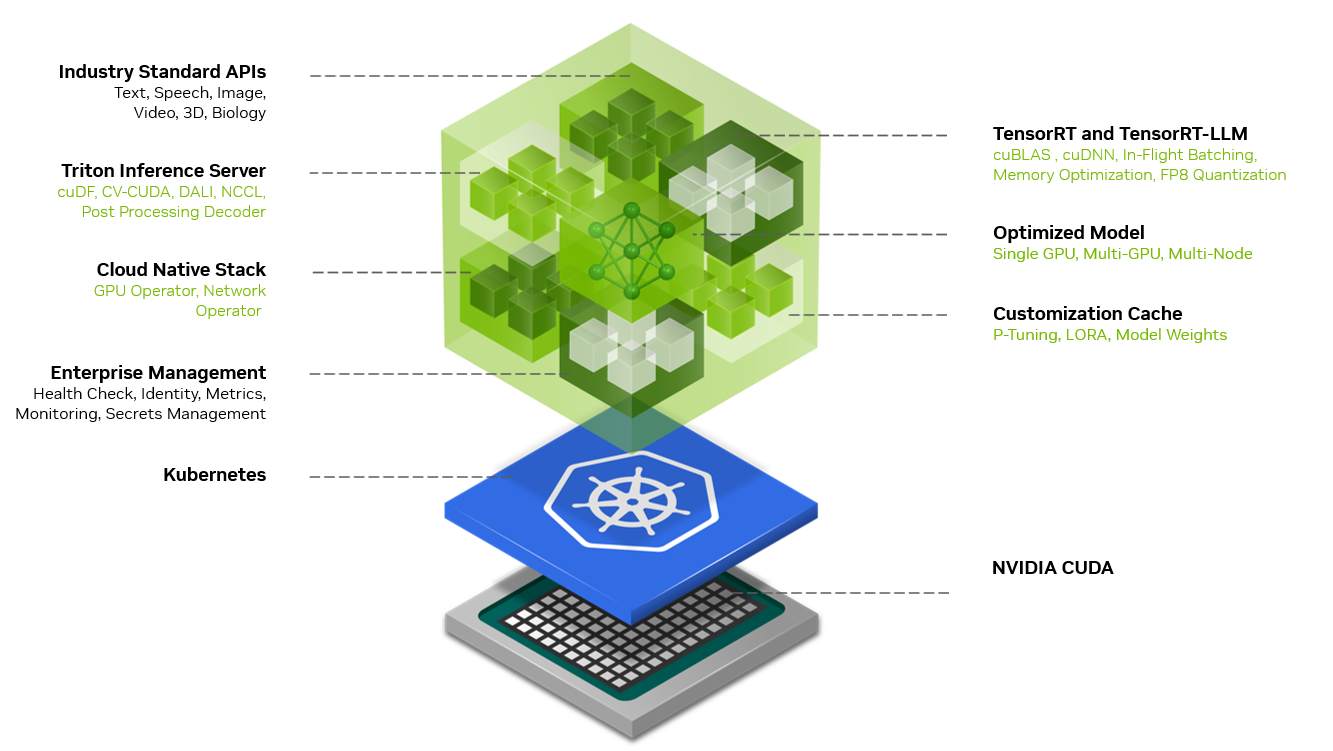 Industry Standard APIs
Text, Speech, Image,
Video, 3D, Biology
Triton Inference Server
cuDF, CV-CUDA, DALI, NCCL,
Post Processing Decoder
Cloud Native Stack
GPU Operator, Network
Operator
Enterprise Management
Health Check, Identity, Metrics,
Monitoring, Secrets Management
Kubernetes
TensorRT and TensorRT-LLM
cuBLAS , cuDNN, In-Flight Batching,
Memory Optimization, FP8 Quantization
Optimized Model
Single GPU, Multi-GPU, Multi-Node
Customization Cache
P-Tuning, LORA, Model Weights
NVIDIA CUDA